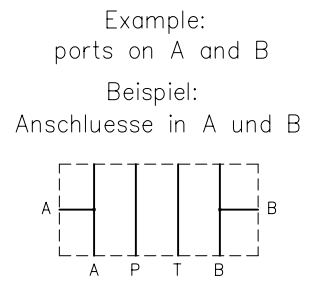 Example:
ports on A and B
Beispiel:
Anschluesse in A und B
A B
A P T B